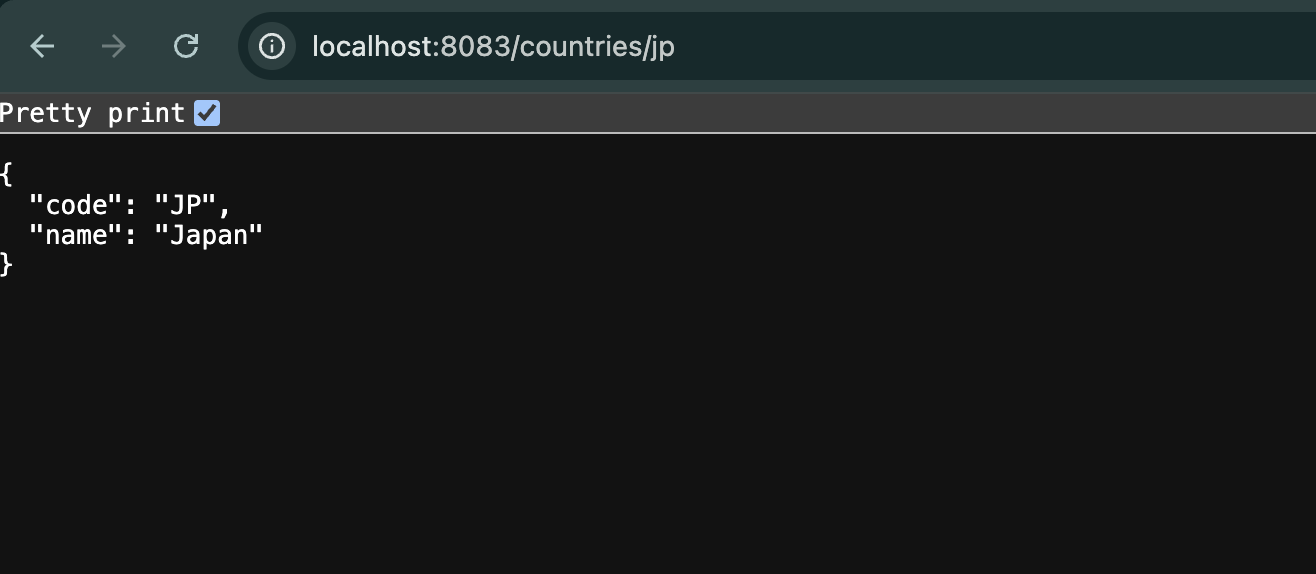 localhost:8083/countries/jp
Pretty print
{
  "code": "JP",
  "name": "Japan"
}